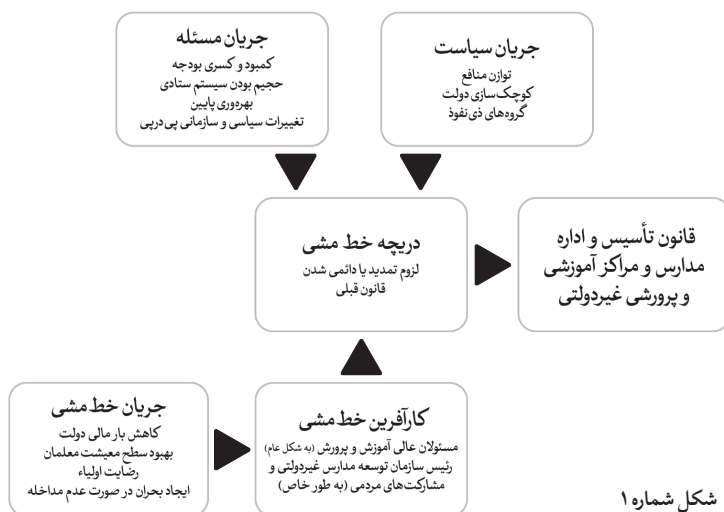 جریان مسئله
کمبود و کسری بودجه
حجیم بودن سیستم ستادی
بهره‌وری پایین
تغییرات سیاسی و سازمانی پی‌درپی
جریان سیاست
توازن منافع
کوچک‌سازی دولت
گروه‌های ذی‌نفوذ
دریچه خط مشی
لزوم تمدید یا دائمی شدن
قانون قبلی
قانون تأسیس و اداره
مدارس و مراکز آموزشی
و پرورشی غیردولتی
جریان خط‌مشی
کاهش بار مالی دولت
بهبود سطح معیشت معلمان
رضایت اولیاء
ایجاد بحران در صورت عدم مداخله
کارآفرین خط‌مشی
مسئولان عالی آموزش و پرورش (به شکل عام)
رئیس سازمان توسعه مدارس غیردولتی و
مشارکت‌های مردمی (به طور خاص)
شکل شماره ۱